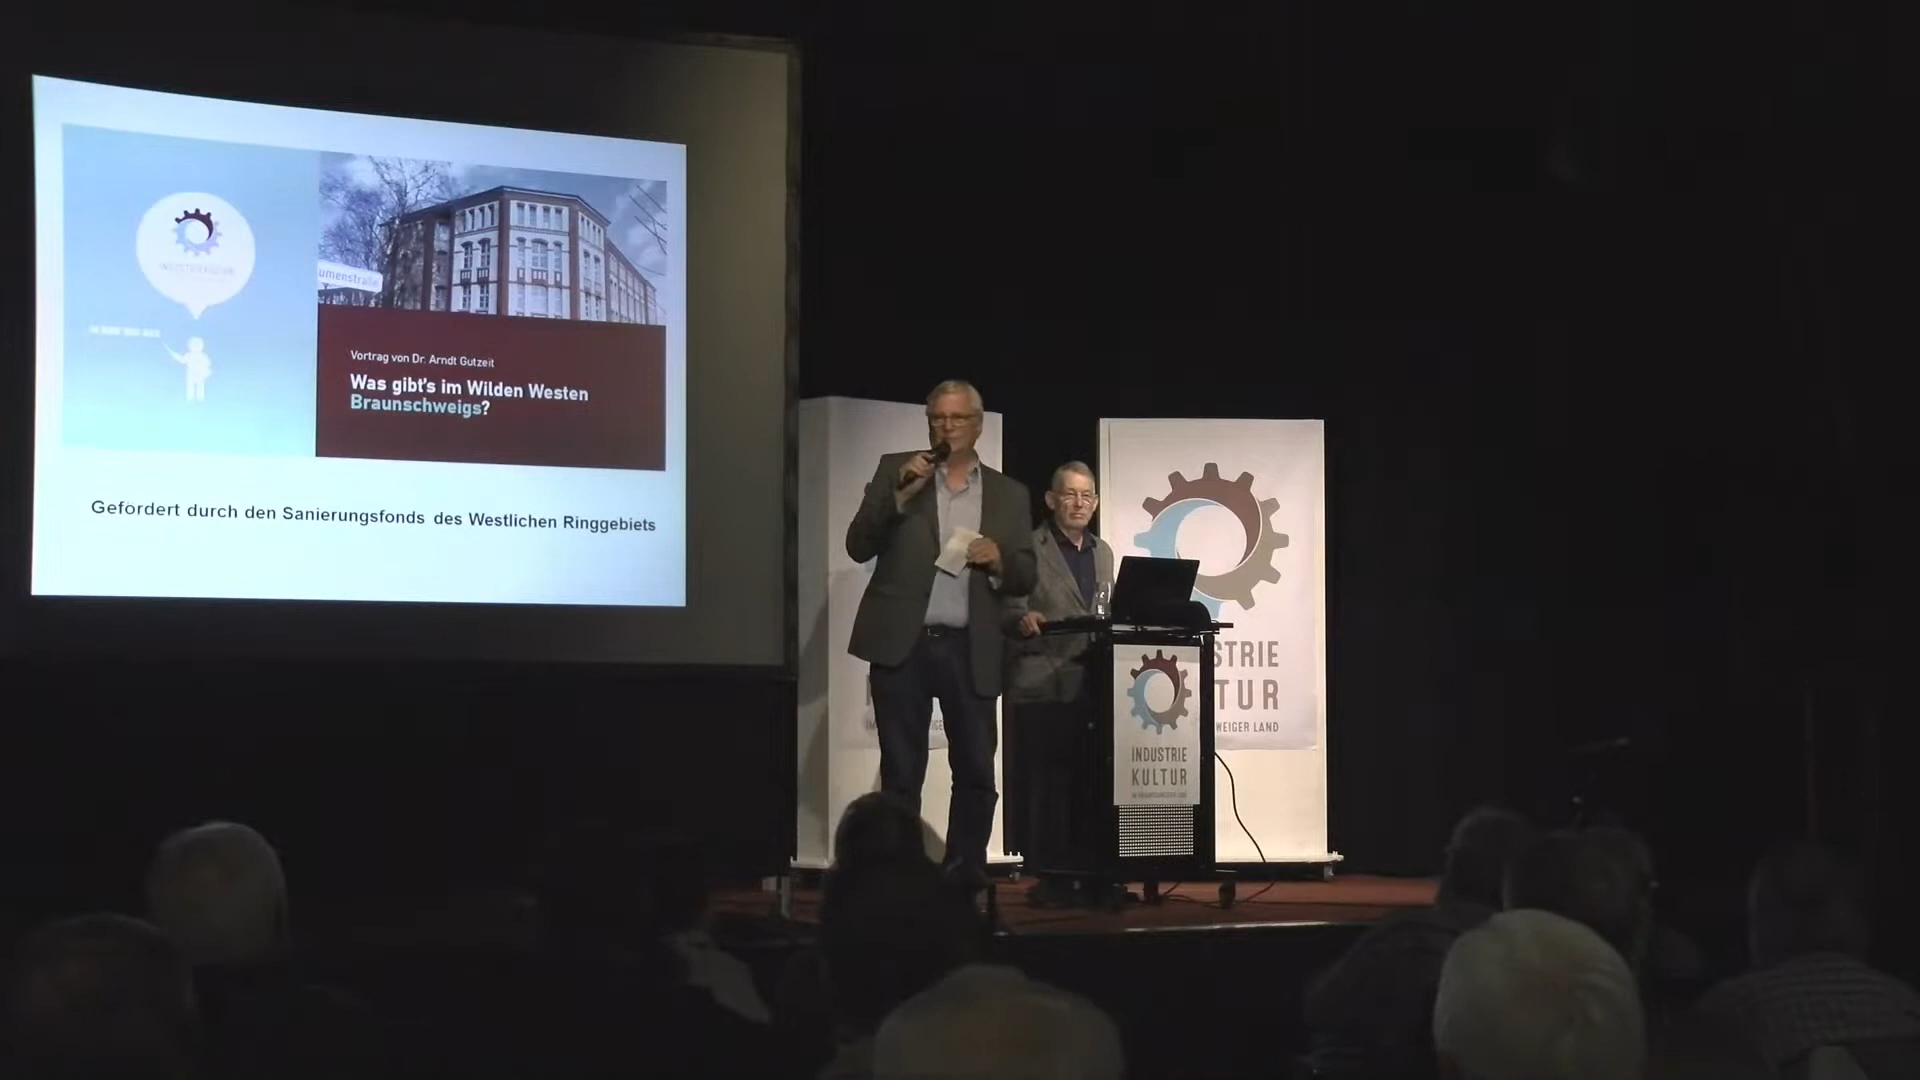 INDUSTRIEKULTUR
umenstraße
Vortrag von Dr. Arndt Gutzeit
Was gibt's im Wilden Westen
Braunschweigs?
Gefördert durch den Sanierungsfonds des Westlichen Ringgebiets
STRIE
TUR
WEIGER LAND
INDUSTRIE
KULTUR